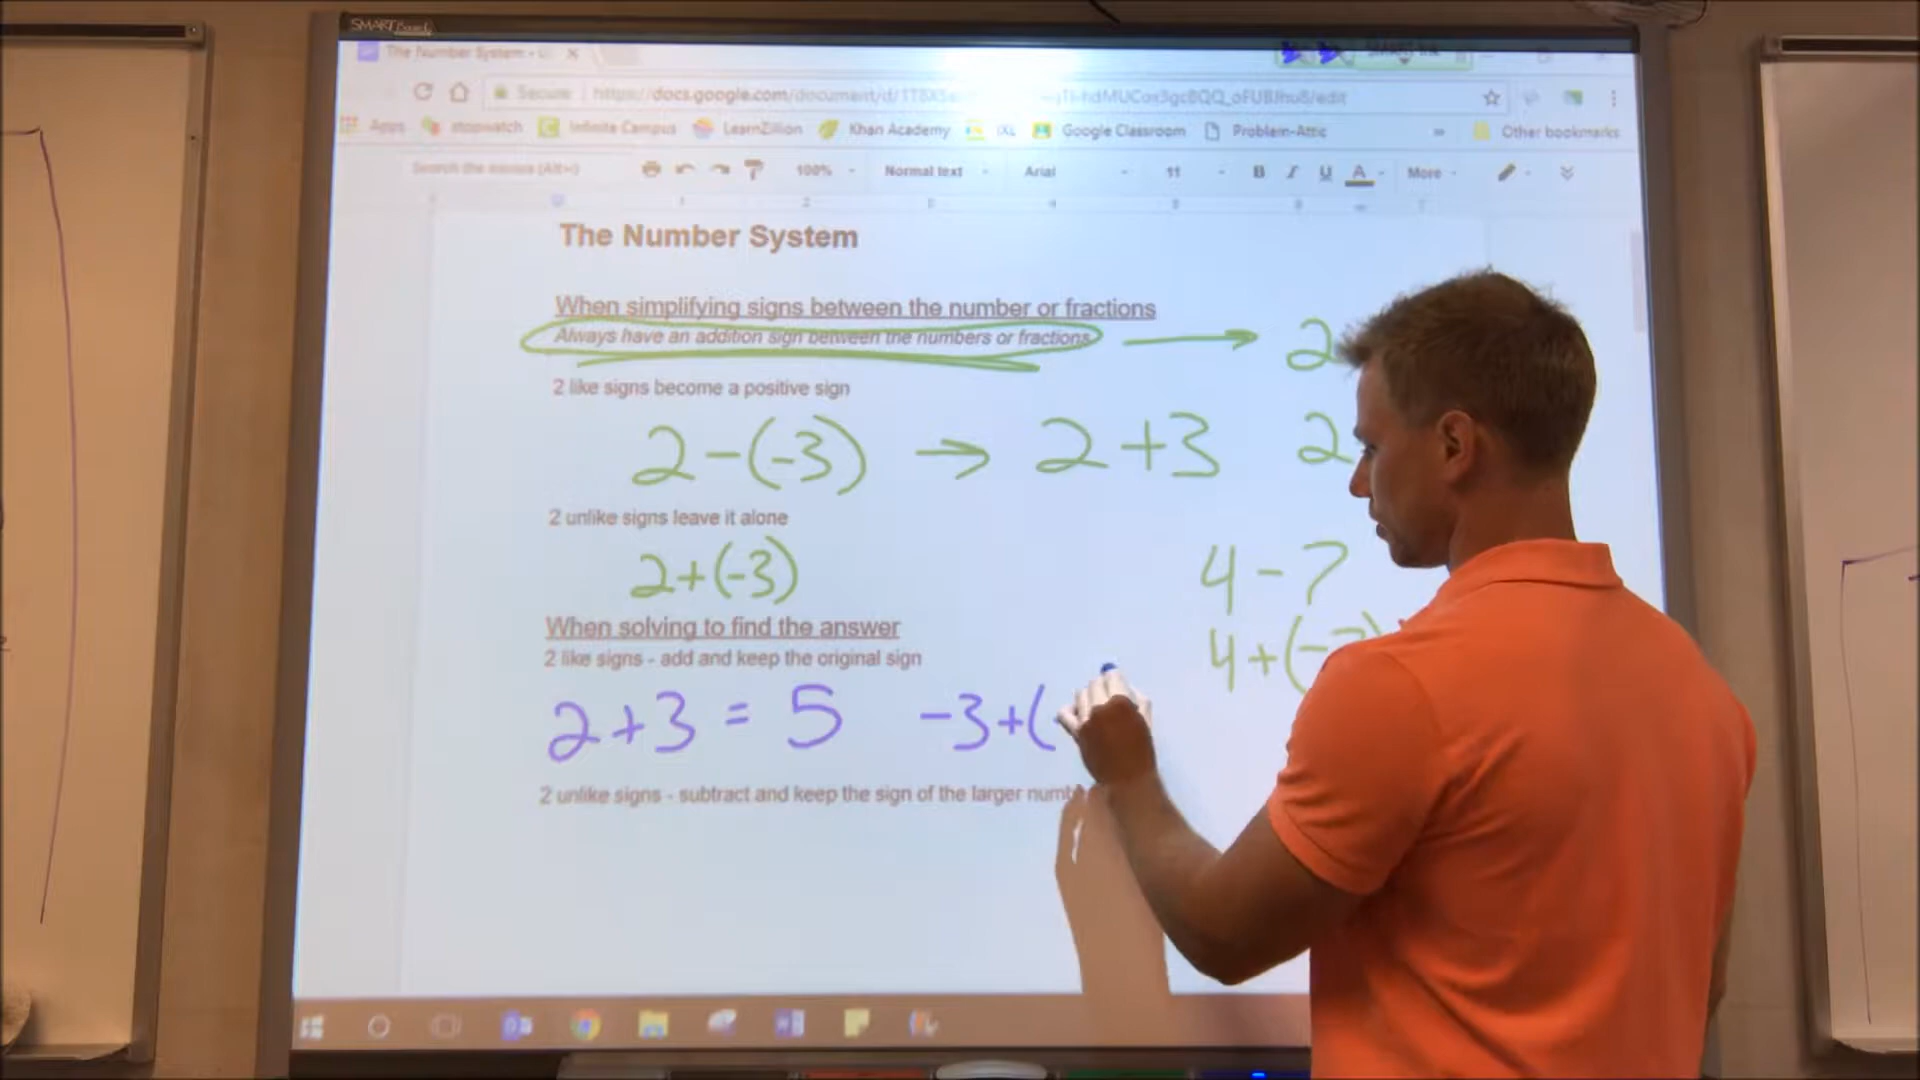 SMART Board
The Number System -
Secure https://docs.google.com/document/d/ /edit
Apps stopwatch Infinite Campus LearnZillion Khan Academy IXL Google Classroom Problem-Attic » Other bookmarks
Search the menus (Alt+/) 100% Normal text Arial 11 B I U A More
The Number System
When simplifying signs between the number or fractions
Always have an addition sign between the numbers or fractions → 2
2 like signs become a positive sign
2-(-3) → 2+3 2
2 unlike signs leave it alone
2+(-3) 4-7
4+(-7)
When solving to find the answer
2 like signs - add and keep the original sign
2+3 = 5 -3+(
2 unlike signs - subtract and keep the sign of the larger